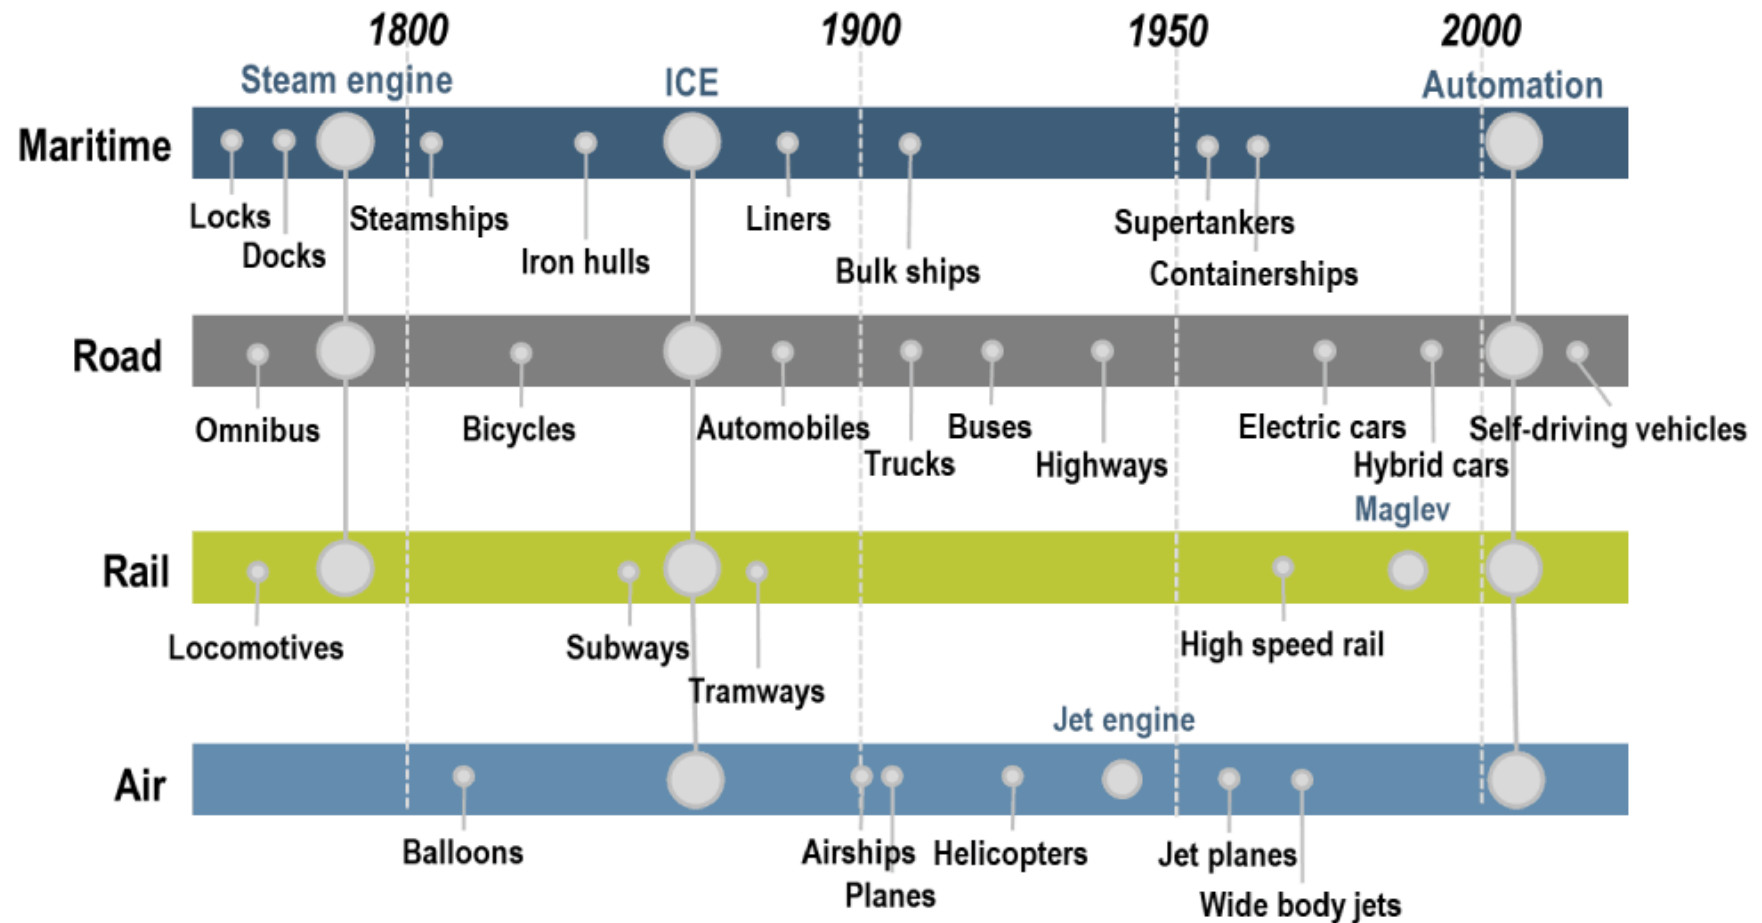 1800 1900 1950 2000
Steam engine ICE Automation
Maritime
Locks Steamships Liners Supertankers
Docks Iron hulls Bulk ships Containerships
Road
Omnibus Bicycles Automobiles Buses Electric cars Self-driving vehicles
Trucks Highways Hybrid cars
Maglev
Rail
Locomotives Subways High speed rail
Tramways
Jet engine
Air
Balloons Airships Helicopters Jet planes
Planes Wide body jets